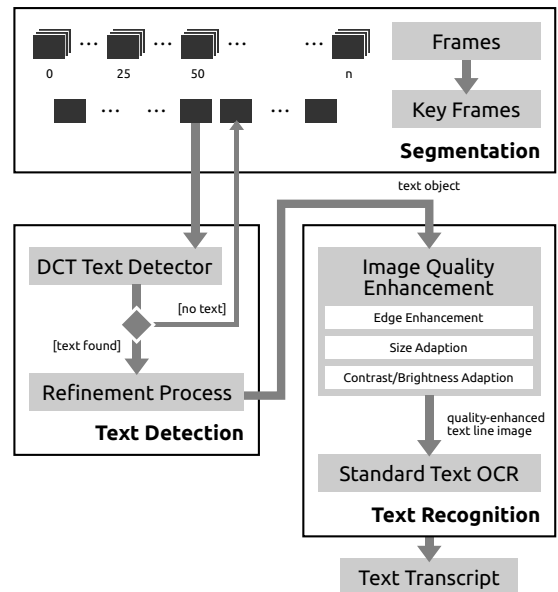 ... ... ... ...
0 25 50 n
Frames
... ... ...
Key Frames
Segmentation
text object
DCT Text Detector
[no text]
[text found]
Refinement Process
Text Detection
Image Quality
Enhancement
Edge Enhancement
Size Adaption
Contrast/Brightness Adaption
quality-enhanced
text line image
Standard Text OCR
Text Recognition
Text Transcript